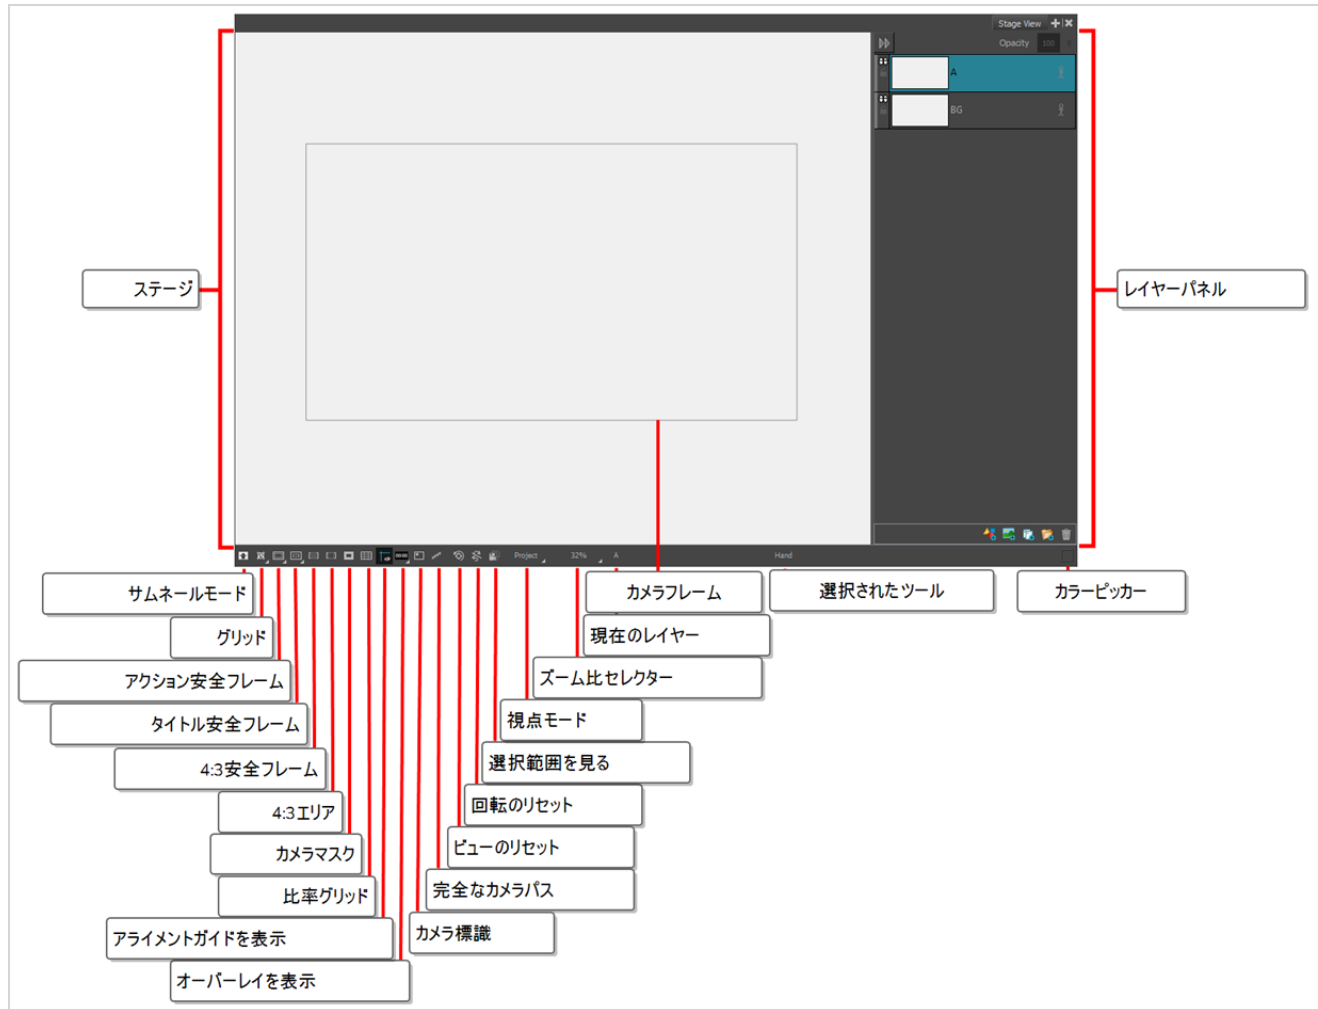 Stage View
Opacity 100
A
BG
ステージ
レイヤーパネル
Project 32% A Hand
サムネールモード
カメラフレーム
選択されたツール
カラーピッカー
グリッド
現在のレイヤー
アクション安全フレーム
ズーム比セレクター
タイトル安全フレーム
視点モード
4:3安全フレーム
選択範囲を見る
4:3エリア
回転のリセット
カメラマスク
ビューのリセット
比率グリッド
完全なカメラパス
アライメントガイドを表示
カメラ標識
オーバーレイを表示